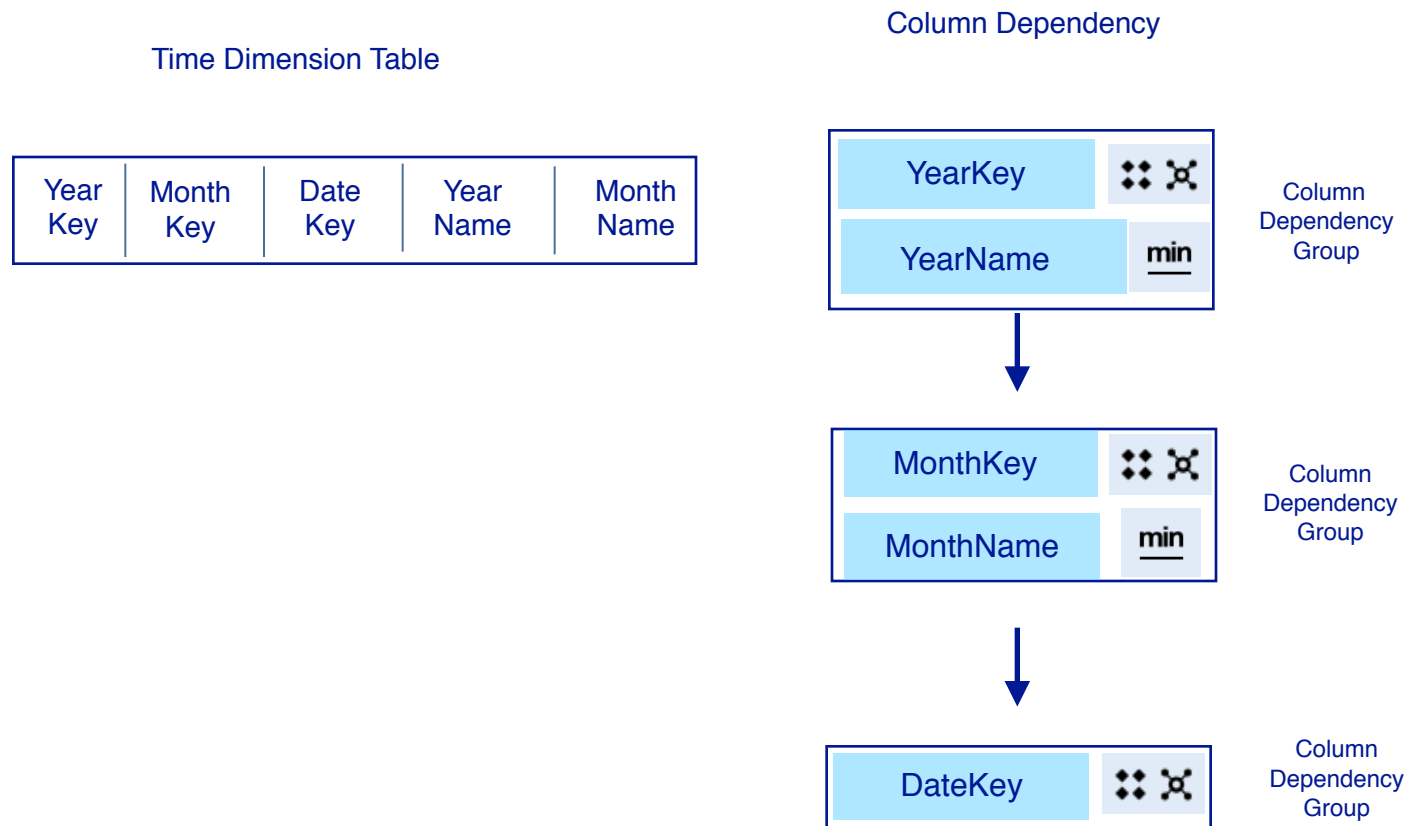 Column Dependency
Time Dimension Table
Year
Key
Month
Key
Date
Key
Year
Name
Month
Name
YearKey
YearName
min
Column
Dependency
Group
MonthKey
MonthName
min
Column
Dependency
Group
DateKey
Column
Dependency
Group